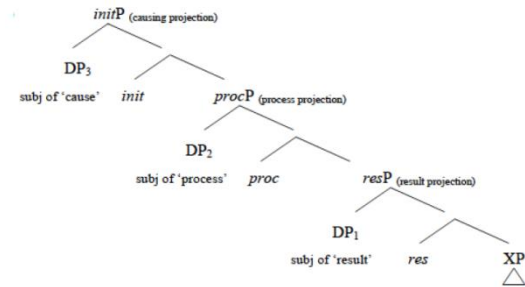 initP (causing projection)
DP3
subj of 'cause' init procP (process projection)
DP2
subj of 'process' proc resP (result projection)
DP1
subj of 'result' res XP